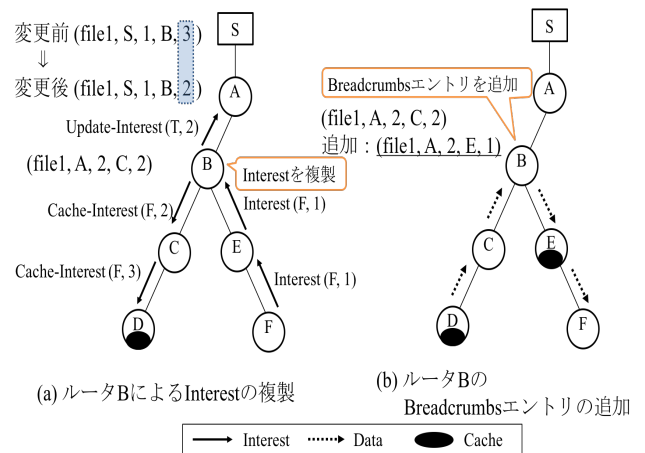 変更前 (file1, S, 1, B, 3 )
⇓
変更後 (file1, S, 1, B, 2 )
S
A
Update-Interest (T, 2)
(file1, A, 2, C, 2)
B
Interestを複製
Cache-Interest (F, 2)
Interest (F, 1)
C
E
Cache-Interest (F, 3)
Interest (F, 1)
D
F
(a) ルータBによるInterestの複製
S
Breadcrumbsエントリを追加
A
(file1, A, 2, C, 2)
追加：(file1, A, 2, E, 1)
B
C
E
D
F
(b) ルータBの
Breadcrumbsエントリの追加
Interest
Data
Cache